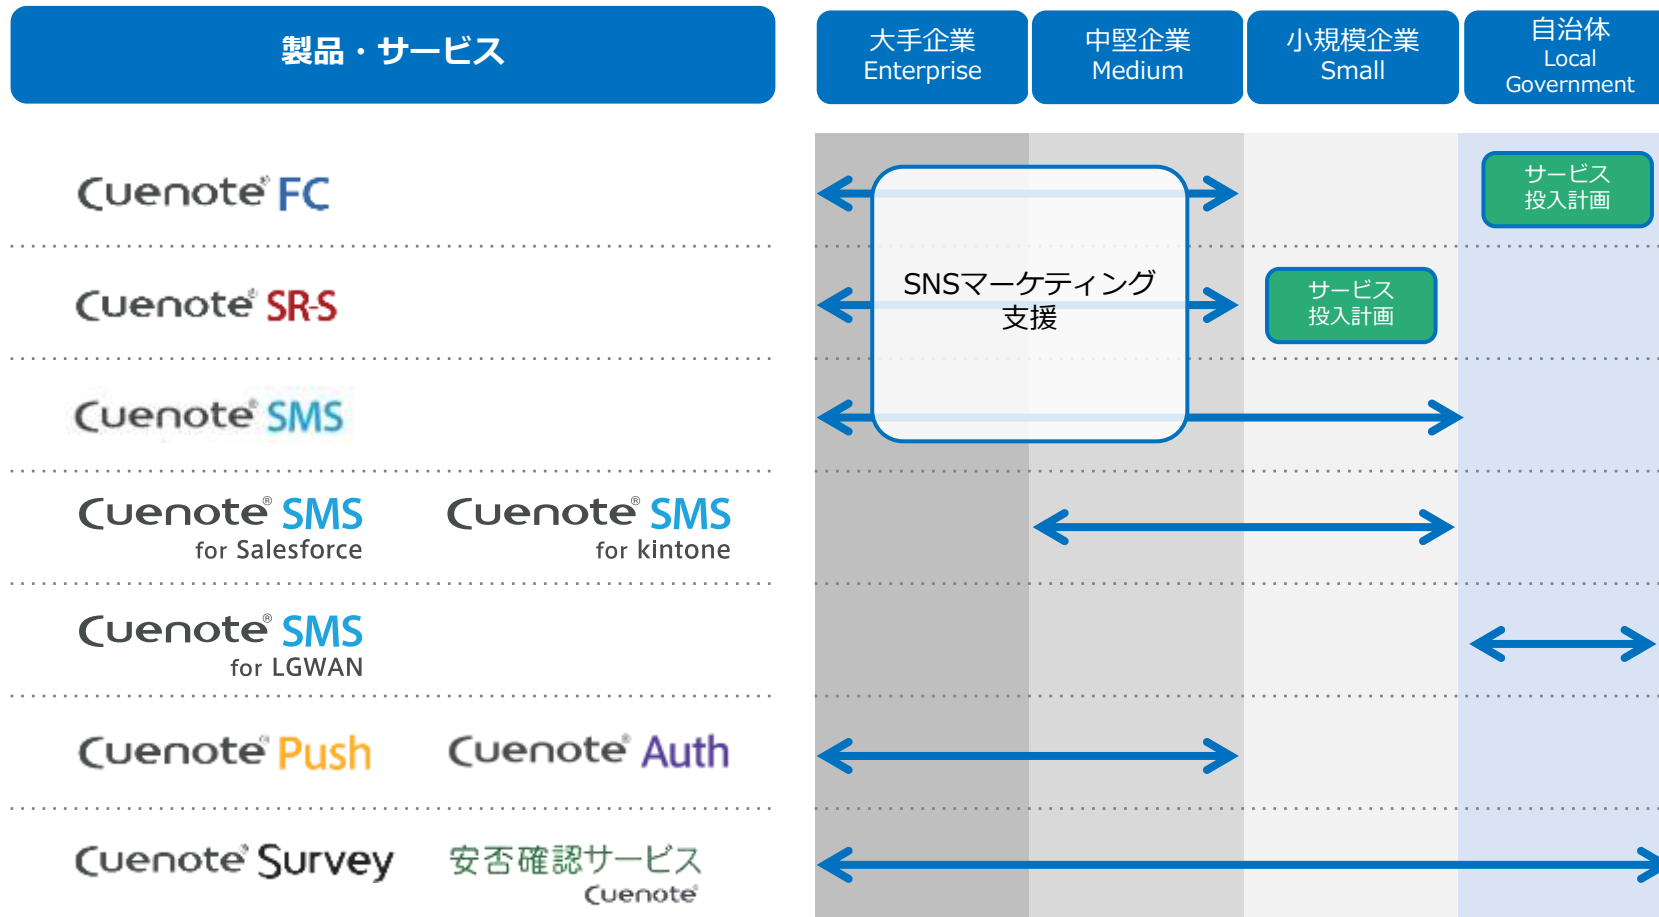 製品・サービス
大手企業
Enterprise
中堅企業
Medium
小規模企業
Small
自治体
Local
Government
Cuenote® FC
サービス
投入計画
Cuenote® SR-S
SNSマーケティング
支援
サービス
投入計画
Cuenote® SMS
Cuenote® SMS
for Salesforce
Cuenote® SMS
for kintone
Cuenote® SMS
for LGWAN
Cuenote® Push
Cuenote® Auth
Cuenote® Survey
安否確認サービス
Cuenote®